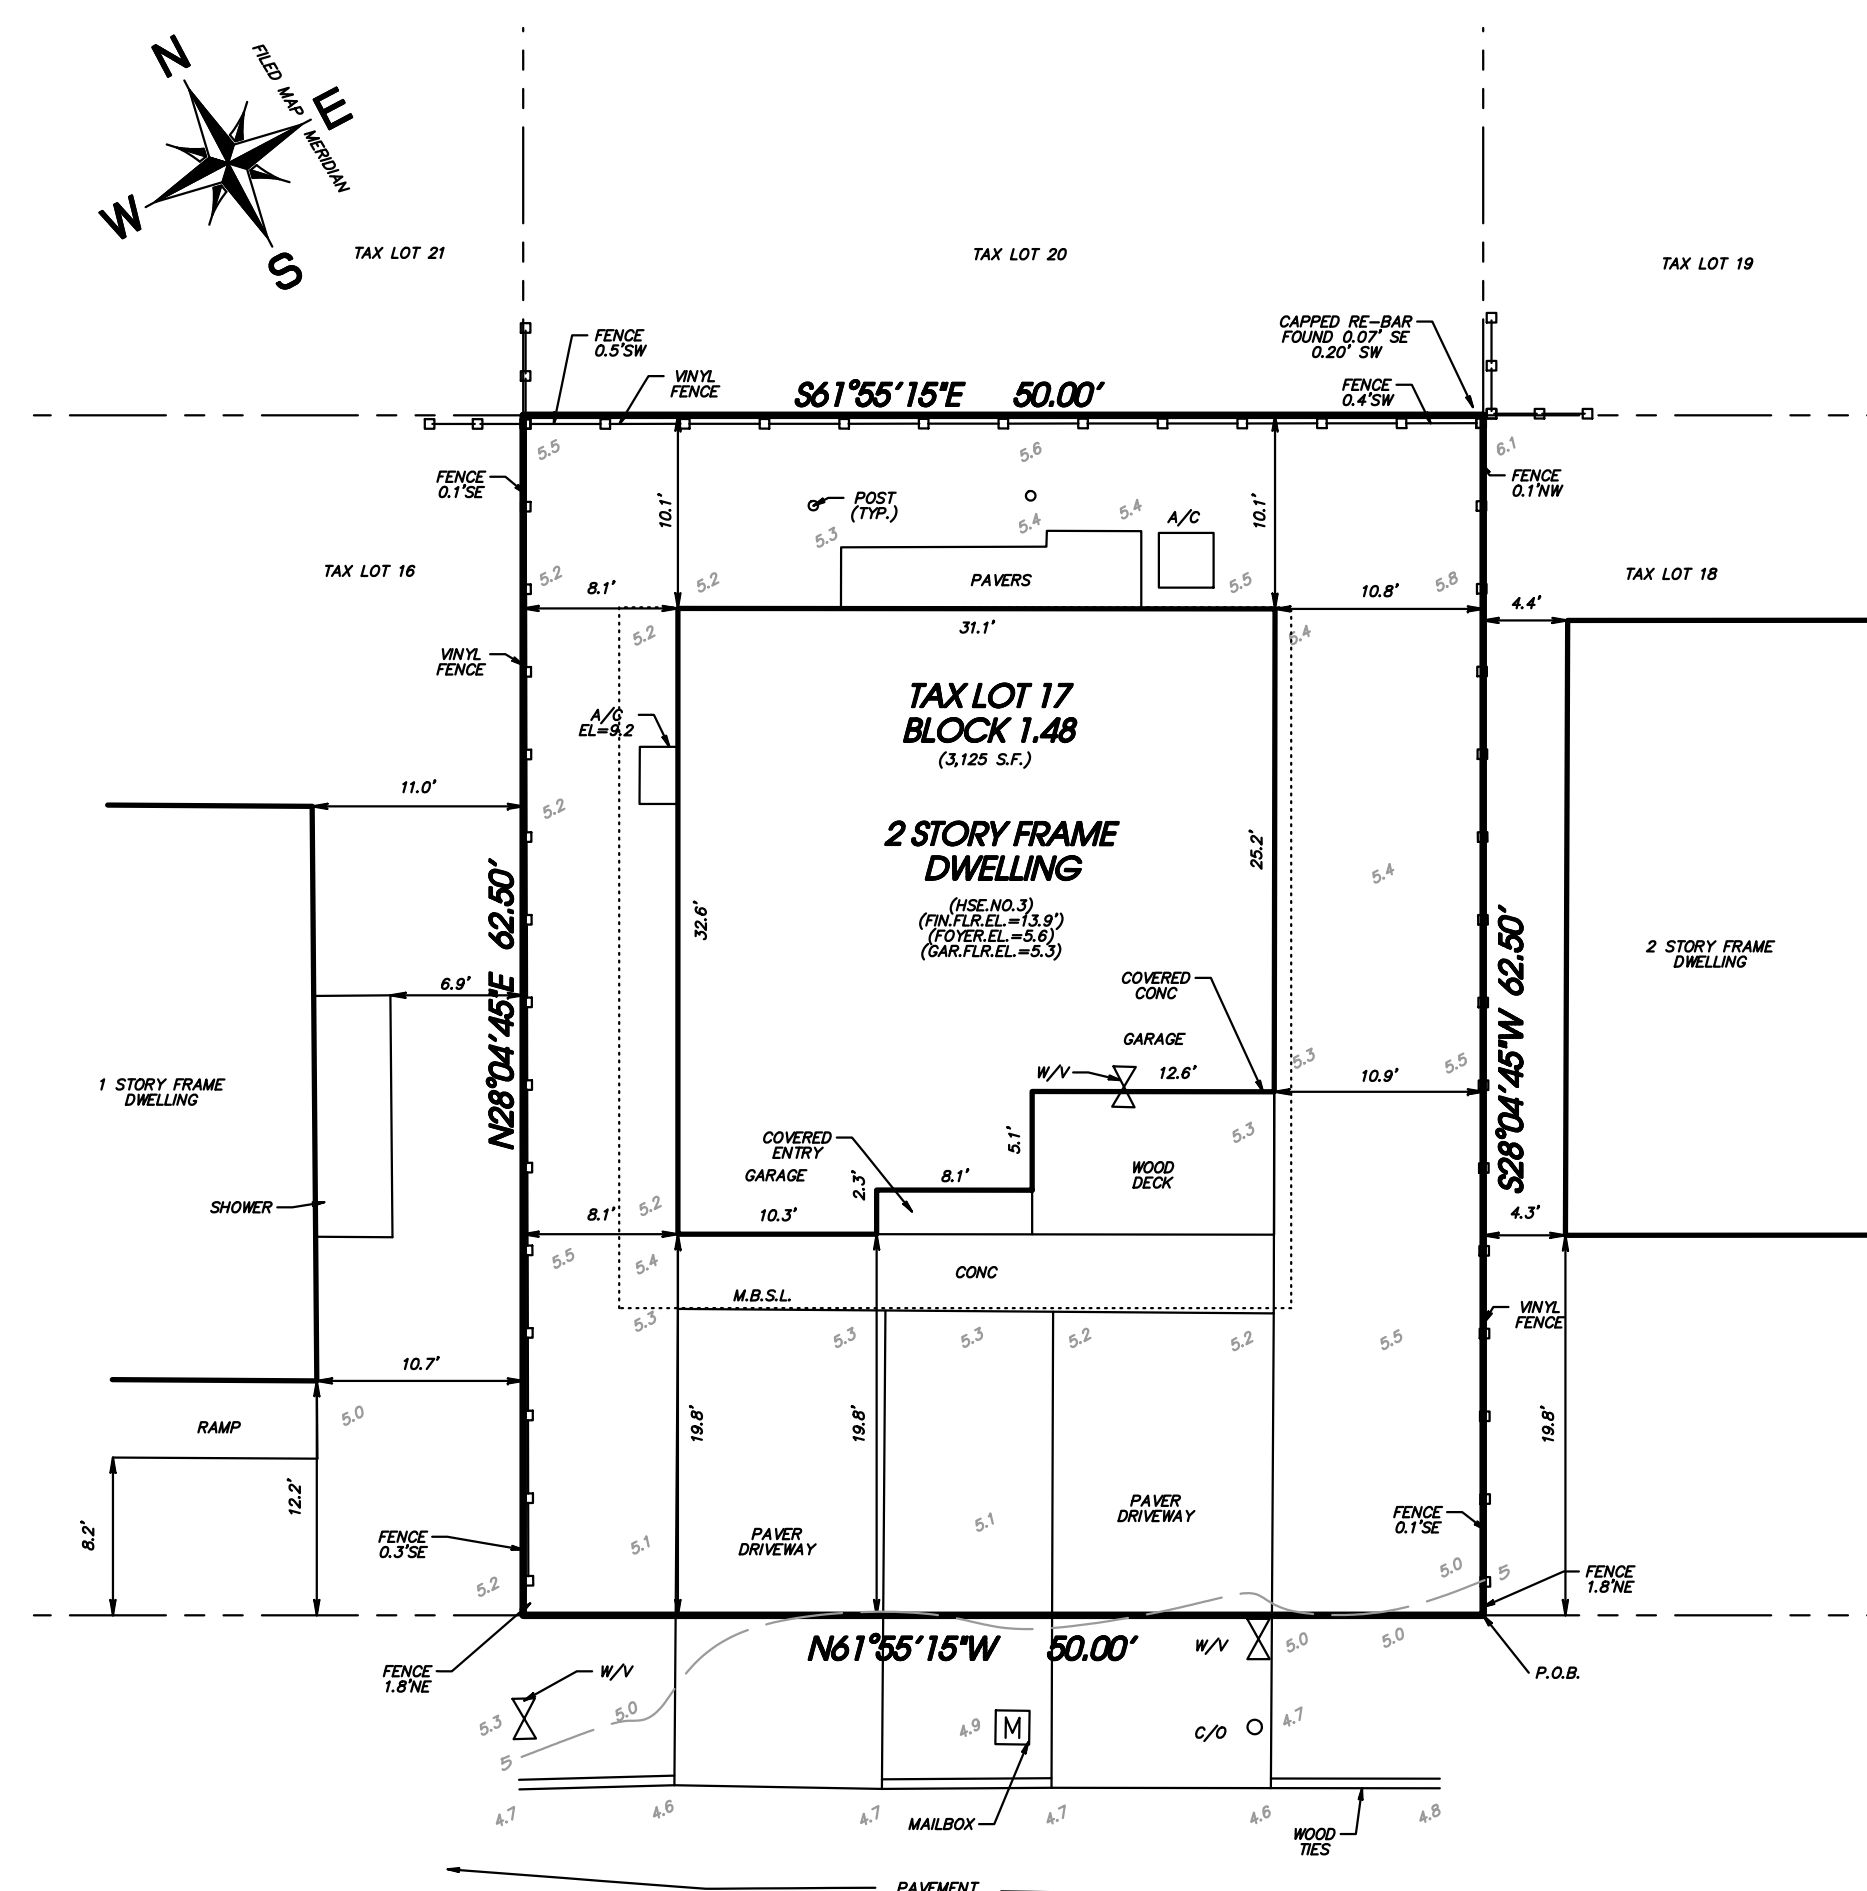 N
E
W
S
FILED MAP MERIDIAN
TAX LOT 21
TAX LOT 20
TAX LOT 19
FENCE
0.5'SW
VINYL
FENCE
S61°55'15"E 50.00'
CAPPED RE-BAR
FOUND 0.07' SE
0.20' SW
FENCE
0.4'SW
5.5
5.6
6.1
FENCE
0.1'SE
FENCE
0.1'NW
10.1'
POST
(TYP.)
5.3
5.4
5.4
A/C
10.1'
TAX LOT 16
5.2
8.1'
5.2
PAVERS
5.5
10.8'
5.8
TAX LOT 18
4.4'
5.2
31.1'
5.4
VINYL
FENCE
TAX LOT 17
BLOCK 1.48
(3,125 S.F.)
A/C
EL=9.2
11.0'
5.2
2 STORY FRAME
DWELLING
(HSE.NO.3)
(FIN.FLR.EL.=13.9')
(FOYER.EL.=5.6)
(GAR.FLR.EL.=5.3)
25.2'
5.4
32.6'
N28°04'45"E 62.50'
S28°04'45"W 62.50'
2 STORY FRAME
DWELLING
6.9'
COVERED
CONC
GARAGE
W/V
12.6'
5.3
10.9'
5.5
1 STORY FRAME
DWELLING
COVERED
ENTRY
5.1'
5.3
GARAGE
2.3'
8.1'
WOOD
DECK
SHOWER
8.1'
5.2
10.3'
4.3'
5.5
5.4
CONC
M.B.S.L.
5.3
5.3
5.3
5.2
5.2
5.5
VINYL
FENCE
10.7'
5.0
RAMP
19.8'
19.8'
19.8'
12.2'
8.2'
FENCE
0.3'SE
5.1
PAVER
DRIVEWAY
5.1
PAVER
DRIVEWAY
FENCE
0.1'SE
5.2
5.0
5
FENCE
1.8'NE
N61°55'15"W 50.00'
W/V
5.0
5.0
FENCE
1.8'NE
W/V
P.O.B.
5.3
5.0
4.9
M
C/O
4.7
5
4.7
4.6
4.7
MAILBOX
4.7
4.6
WOOD
TIES
4.8
PAVEMENT